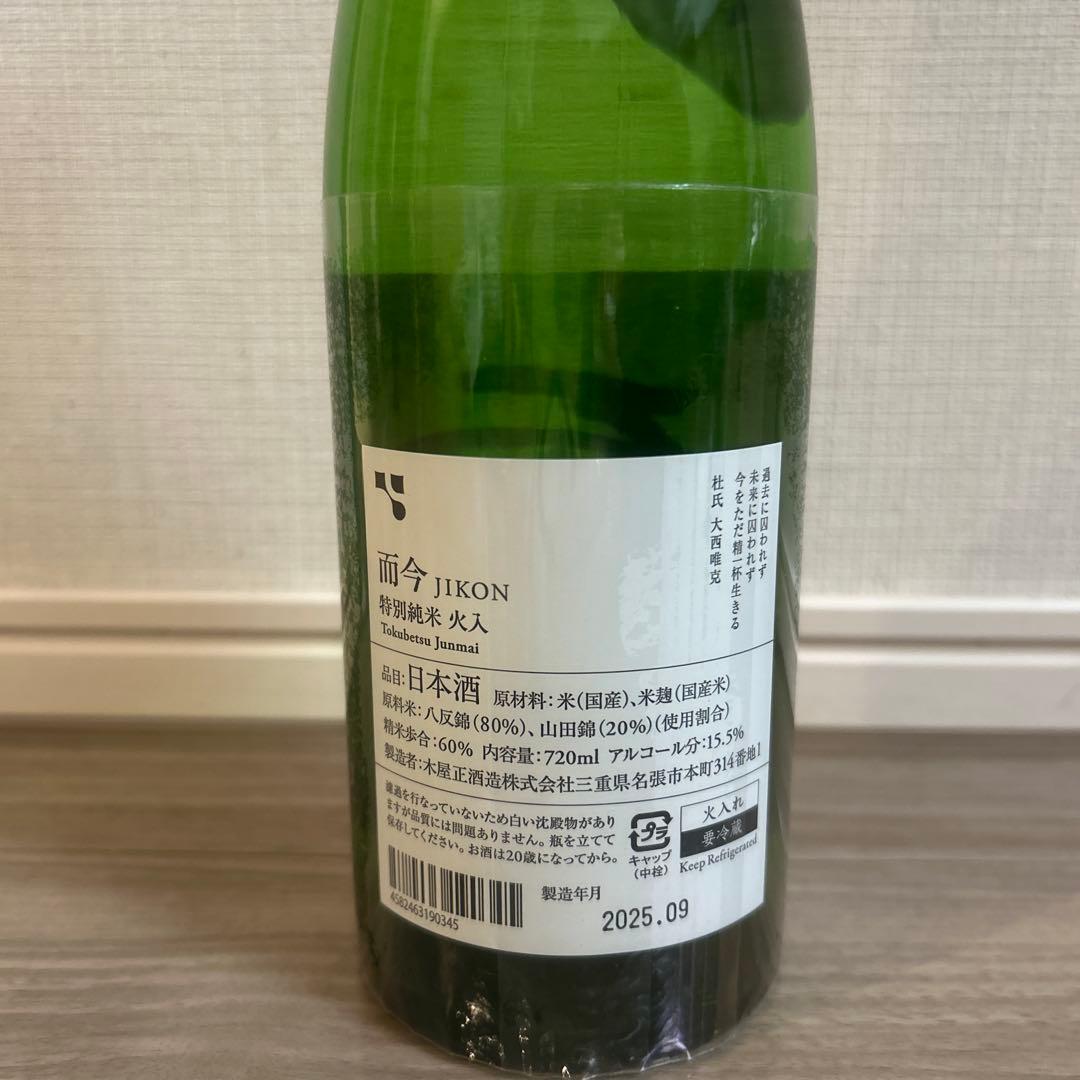 過去に囚われず
未来に囚われず
今をただ精一杯生きる
杜氏 大西唯克
而今 JIKON
特別純米 火入
Tokubetsu Junmai
品目:日本酒 原材料:米(国産)、米麹(国産米)
原料米:八反錦(80%)、山田錦(20%)(使用割合)
精米歩合:60% 内容量:720ml アルコール分:15.5%
製造者:木屋正酒造株式会社三重県名張市本町314番地1
濾過を行なっていないため白い沈殿物があり
ますが品質には問題ありません。瓶を立てて
保存してください。お酒は20歳になってから。
プラ
キャップ
(中栓)
火入れ
要冷蔵
Keep Refrigerated
4582463190345
製造年月
2025.09